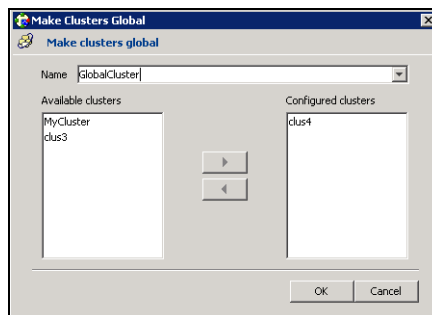 Make Clusters Global
Make clusters global
Name GlobalCluster
Available clusters Configured clusters
MyCluster clus4
clus3
OK Cancel